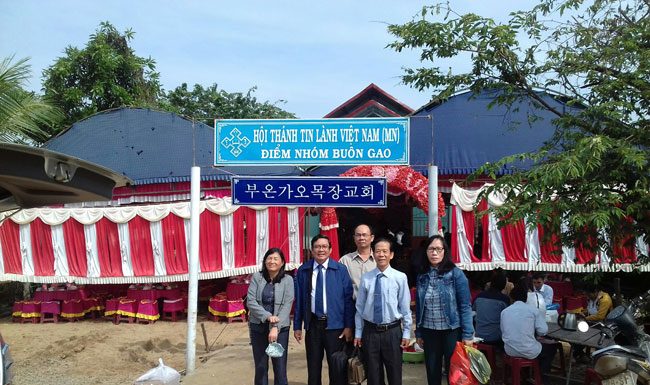 HỘI THÁNH TIN LÀNH VIỆT NAM (MN)
ĐIỂM NHÓM BUÔN GAO
부온가오목장교회